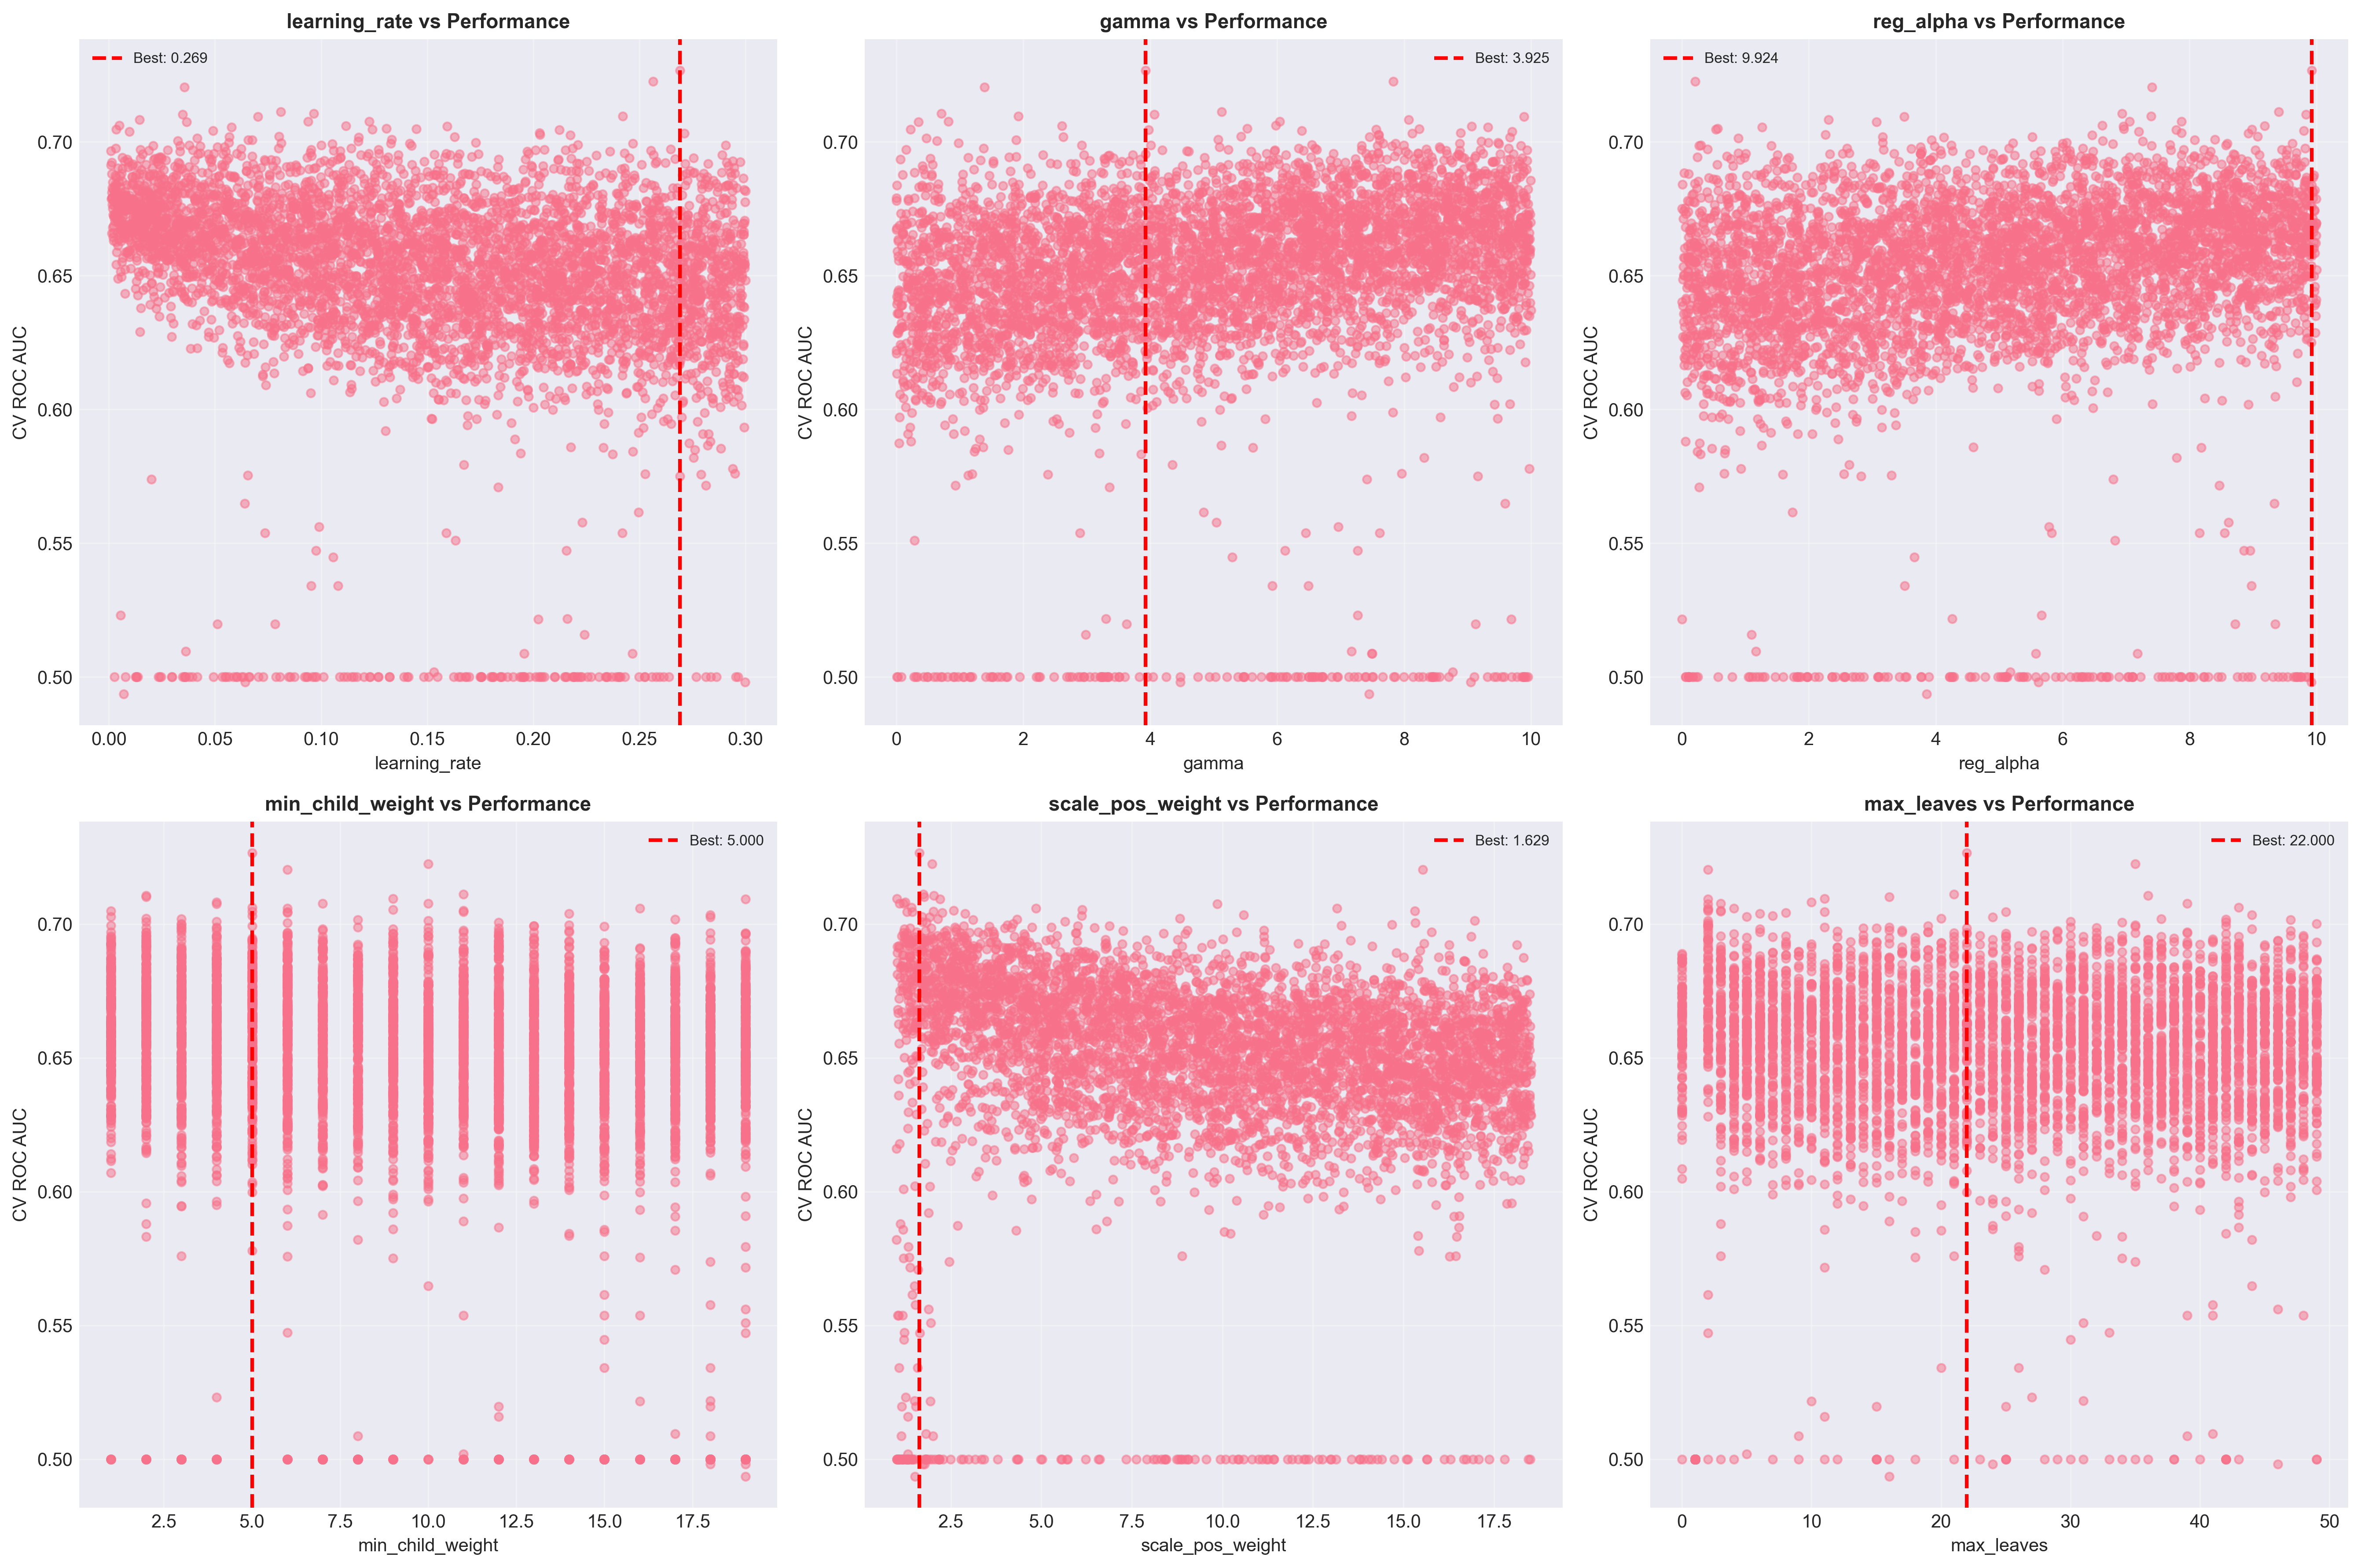 learning_rate vs Performance
Best: 0.269
CV ROC AUC
0.70
0.65
0.60
0.55
0.50
0.00 0.05 0.10 0.15 0.20 0.25 0.30
learning_rate
gamma vs Performance
Best: 3.925
CV ROC AUC
0.70
0.65
0.60
0.55
0.50
0 2 4 6 8 10
gamma
reg_alpha vs Performance
Best: 9.924
CV ROC AUC
0.70
0.65
0.60
0.55
0.50
0 2 4 6 8 10
reg_alpha
min_child_weight vs Performance
Best: 5.000
CV ROC AUC
0.70
0.65
0.60
0.55
0.50
2.5 5.0 7.5 10.0 12.5 15.0 17.5
min_child_weight
scale_pos_weight vs Performance
Best: 1.629
CV ROC AUC
0.70
0.65
0.60
0.55
0.50
2.5 5.0 7.5 10.0 12.5 15.0 17.5
scale_pos_weight
max_leaves vs Performance
Best: 22.000
CV ROC AUC
0.70
0.65
0.60
0.55
0.50
0 10 20 30 40 50
max_leaves